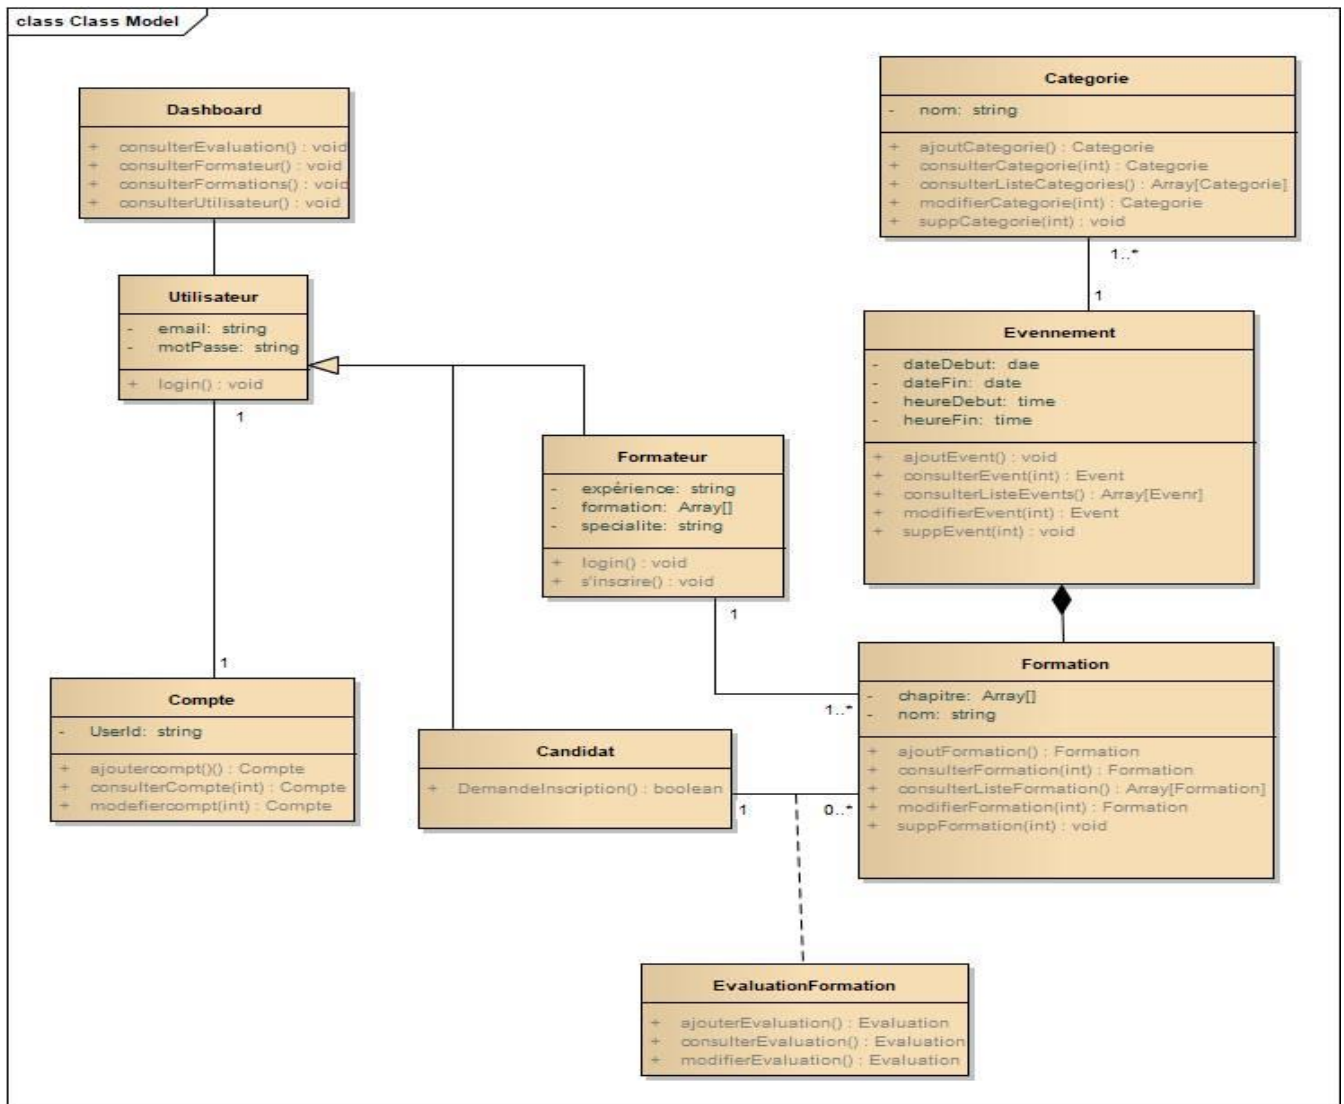 class Class Model
Dashboard
+ consulterEvaluation() : void
+ consulterFormateur() : void
+ consulterFormations() : void
+ consulterUtilisateur() : void
Categorie
- nom: string
+ ajoutCategorie() : Categorie
+ consulterCategorie(int) : Categorie
+ consulterListeCategories() : Array[Categorie]
+ modifierCategorie(int) : Categorie
+ suppCategorie(int) : void
1..*
1
Utilisateur
- email: string
- motPasse: string
+ login() : void
1
Evennement
- dateDebut: dae
- dateFin: date
- heureDebut: time
- heureFin: time
+ ajoutEvent() : void
+ consulterEvent(int) : Event
+ consulterListeEvents() : Array[Evenr]
+ modifierEvent(int) : Event
+ suppEvent(int) : void
Formateur
- expérience: string
- formation: Array[]
- specialite: string
+ login() : void
+ s'inscrire() : void
1
1..*
1
Compte
- UserId: string
+ ajoutercompt()() : Compte
+ consulterCompte(int) : Compte
+ modefiercompt(int) : Compte
Candidat
+ DemandeInscription() : boolean
1
0..*
Formation
- chapitre: Array[]
- nom: string
+ ajoutFormation() : Formation
+ consulterFormation(int) : Formation
+ consulterListeFormation() : Array[Formation]
+ modifierFormation(int) : Formation
+ suppFormation(int) : void
EvaluationFormation
+ ajouterEvaluation() : Evaluation
+ consulterEvaluation() : Evaluation
+ modifierEvaluation() : Evaluation